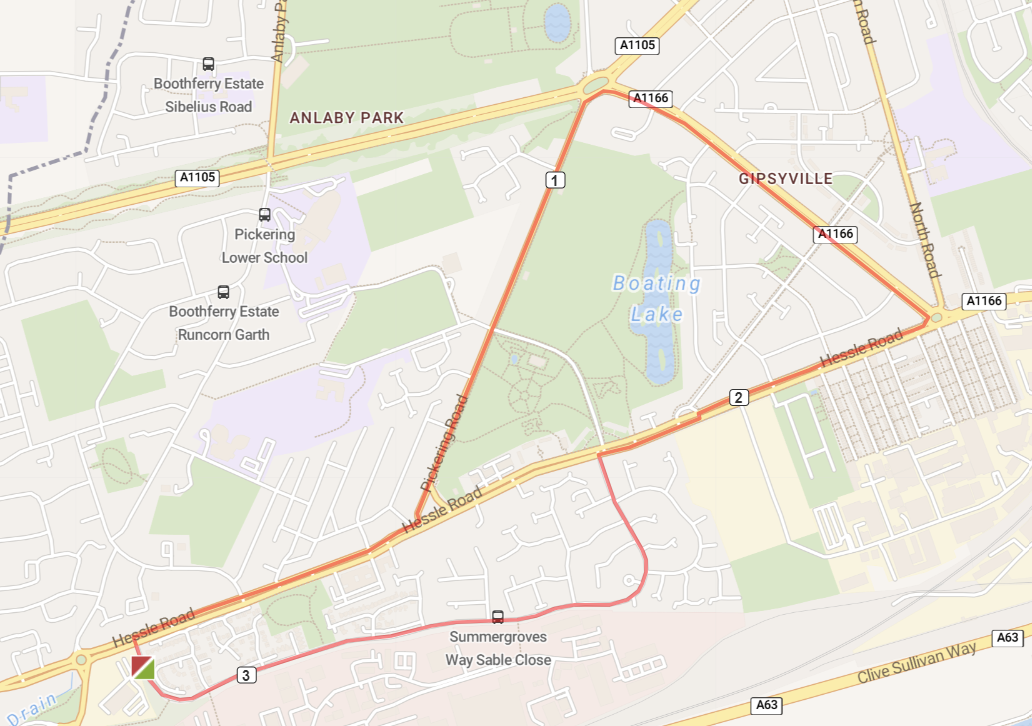 A1105
n Road
Anlaby Pa
Boothferry Estate
Sibelius Road
A1166
ANLABY PARK
A1105
1
GIPSYVILLE
Pickering
Lower School
A1166
North Road
Boating
Lake
A1166
Boothferry Estate
Runcorn Garth
Hessle Road
2
Pickering Road
Hessle Road
Hessle Road
Summergroves
Way Sable Close
A63
Clive Sullivan Way
3
A63
Drain